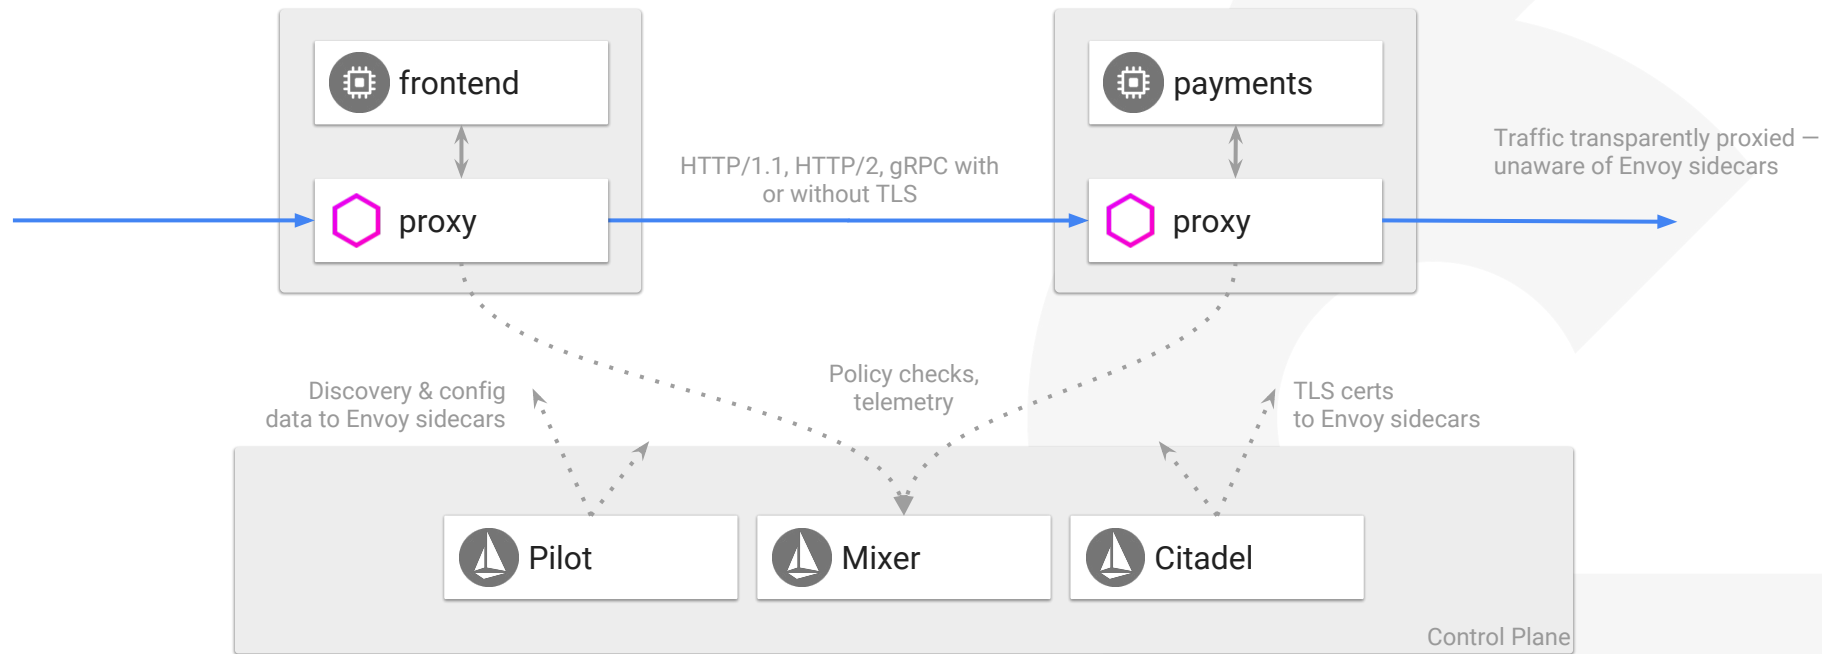 frontend
payments
Traffic transparently proxied —
unaware of Envoy sidecars
HTTP/1.1, HTTP/2, gRPC with
or without TLS
proxy
proxy
Discovery & config
data to Envoy sidecars
Policy checks,
telemetry
TLS certs
to Envoy sidecars
Pilot
Mixer
Citadel
Control Plane